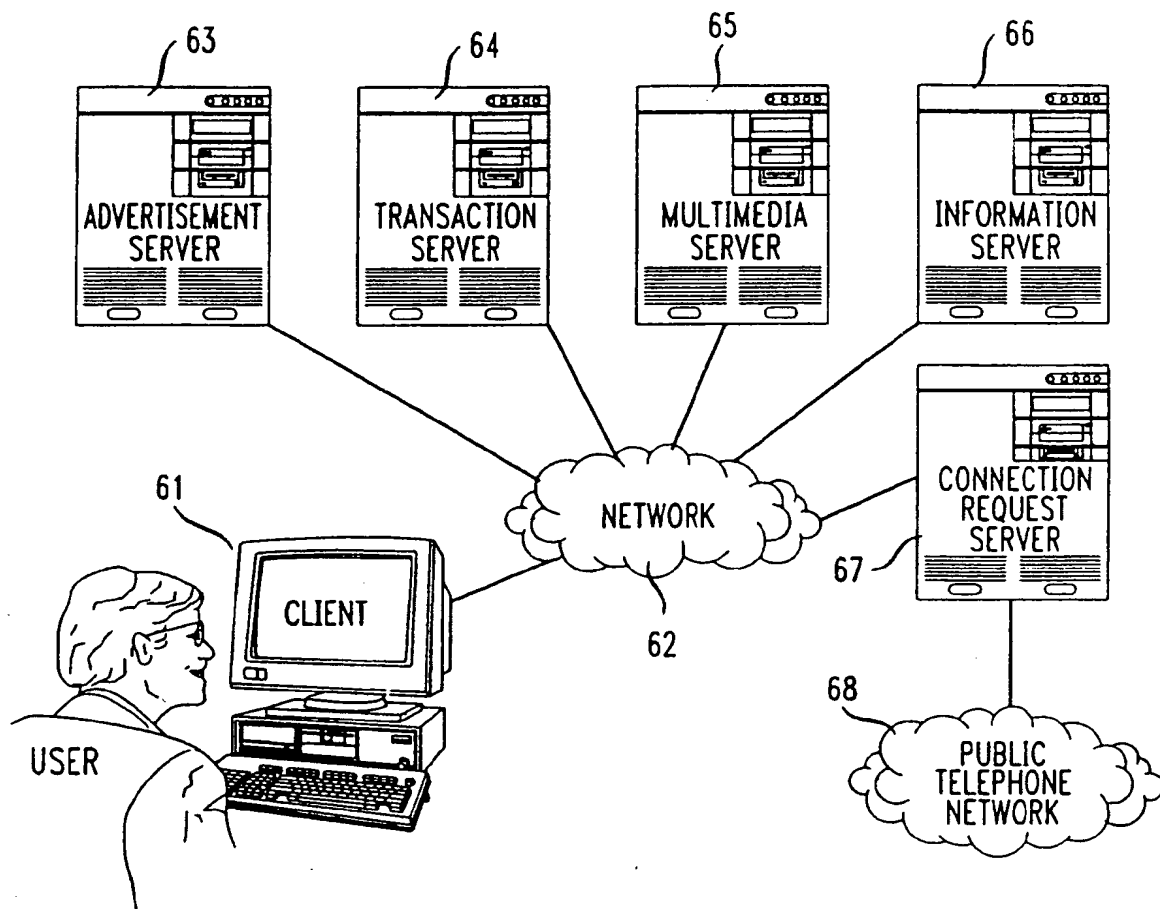 63
64
65
66
ADVERTISEMENT
SERVER
TRANSACTION
SERVER
MULTIMEDIA
SERVER
INFORMATION
SERVER
61
CLIENT
NETWORK
62
CONNECTION
REQUEST
SERVER
67
USER
68
PUBLIC
TELEPHONE
NETWORK